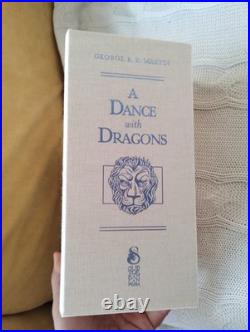 GEORGE R. R. MARTIN
A
DANCE
with
DRAGONS